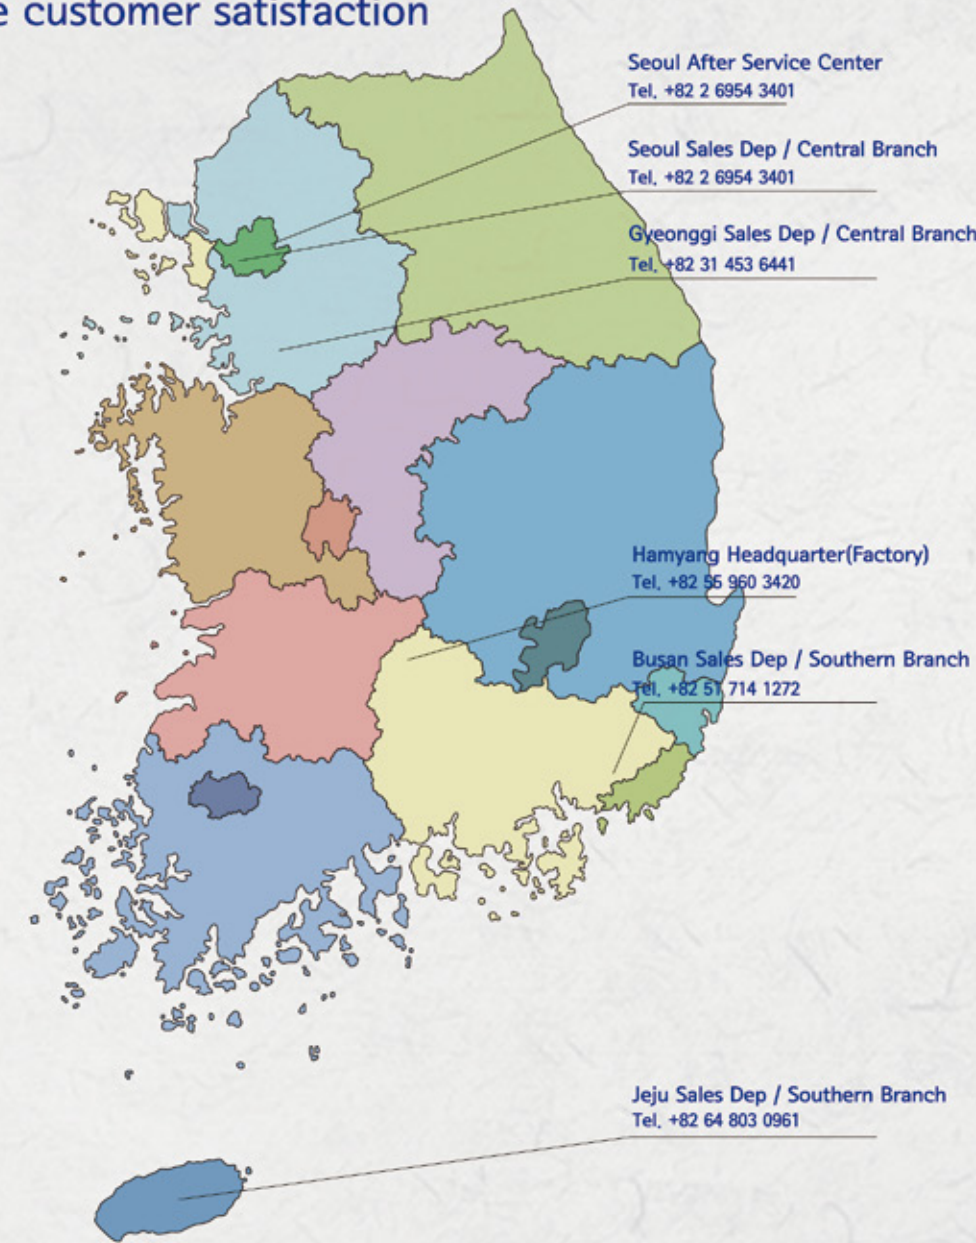 e customer satisfaction
Seoul After Service Center
Tel. +82 2 6954 3401
Seoul Sales Dep / Central Branch
Tel. +82 2 6954 3401
Gyeonggi Sales Dep / Central Branch
Tel. +82 31 453 6441
Hamyang Headquarter(Factory)
Tel. +82 55 960 3420
Busan Sales Dep / Southern Branch
Tel. +82 51 714 1272
Jeju Sales Dep / Southern Branch
Tel. +82 64 803 0961